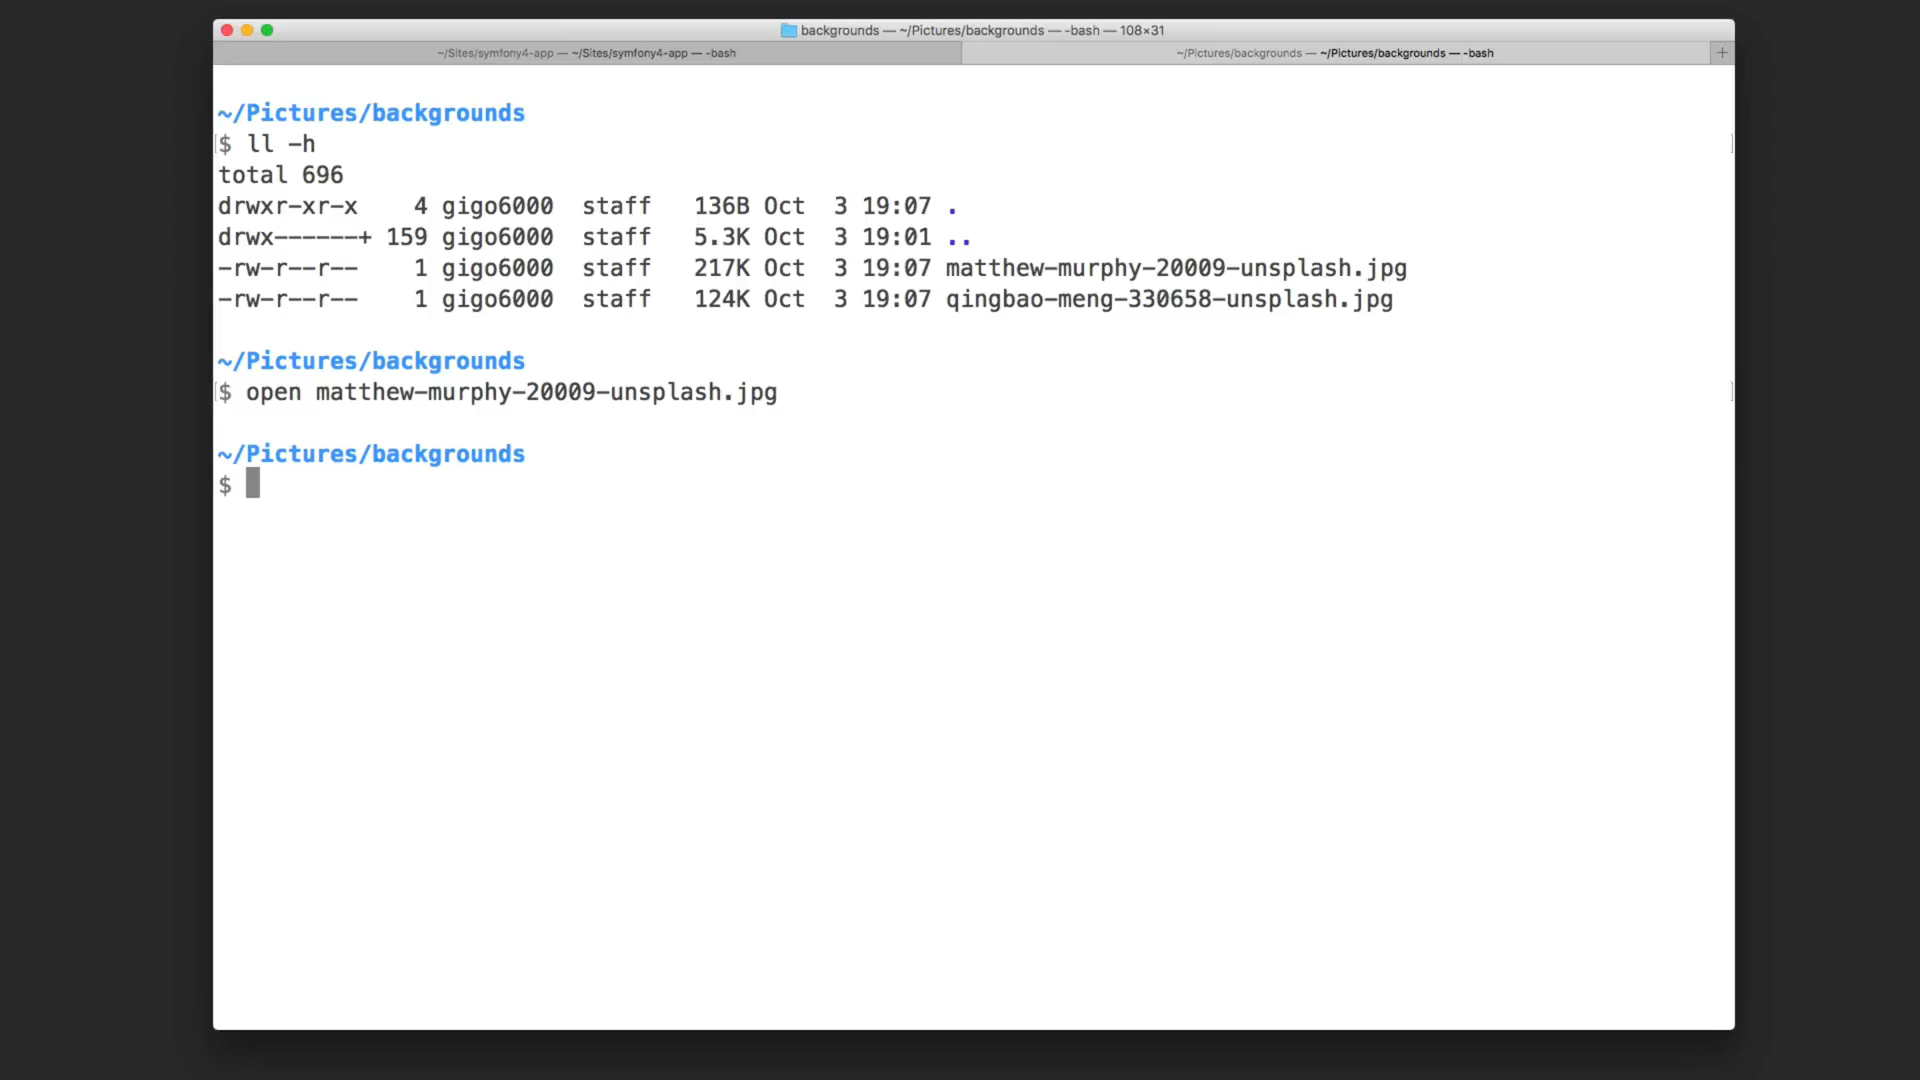 backgrounds — ~/Pictures/backgrounds — -bash — 108×31
~/Sites/symfony4-app — ~/Sites/symfony4-app — -bash
~/Pictures/backgrounds — ~/Pictures/backgrounds — -bash
+
~/Pictures/backgrounds
[$ ll -h ]
total 696
drwxr-xr-x    4 gigo6000  staff   136B Oct  3 19:07 .
drwx------+ 159 gigo6000  staff   5.3K Oct  3 19:01 ..
-rw-r--r--    1 gigo6000  staff   217K Oct  3 19:07 matthew-murphy-20009-unsplash.jpg
-rw-r--r--    1 gigo6000  staff   124K Oct  3 19:07 qingbao-meng-330658-unsplash.jpg
~/Pictures/backgrounds
[$ open matthew-murphy-20009-unsplash.jpg ]
~/Pictures/backgrounds
$